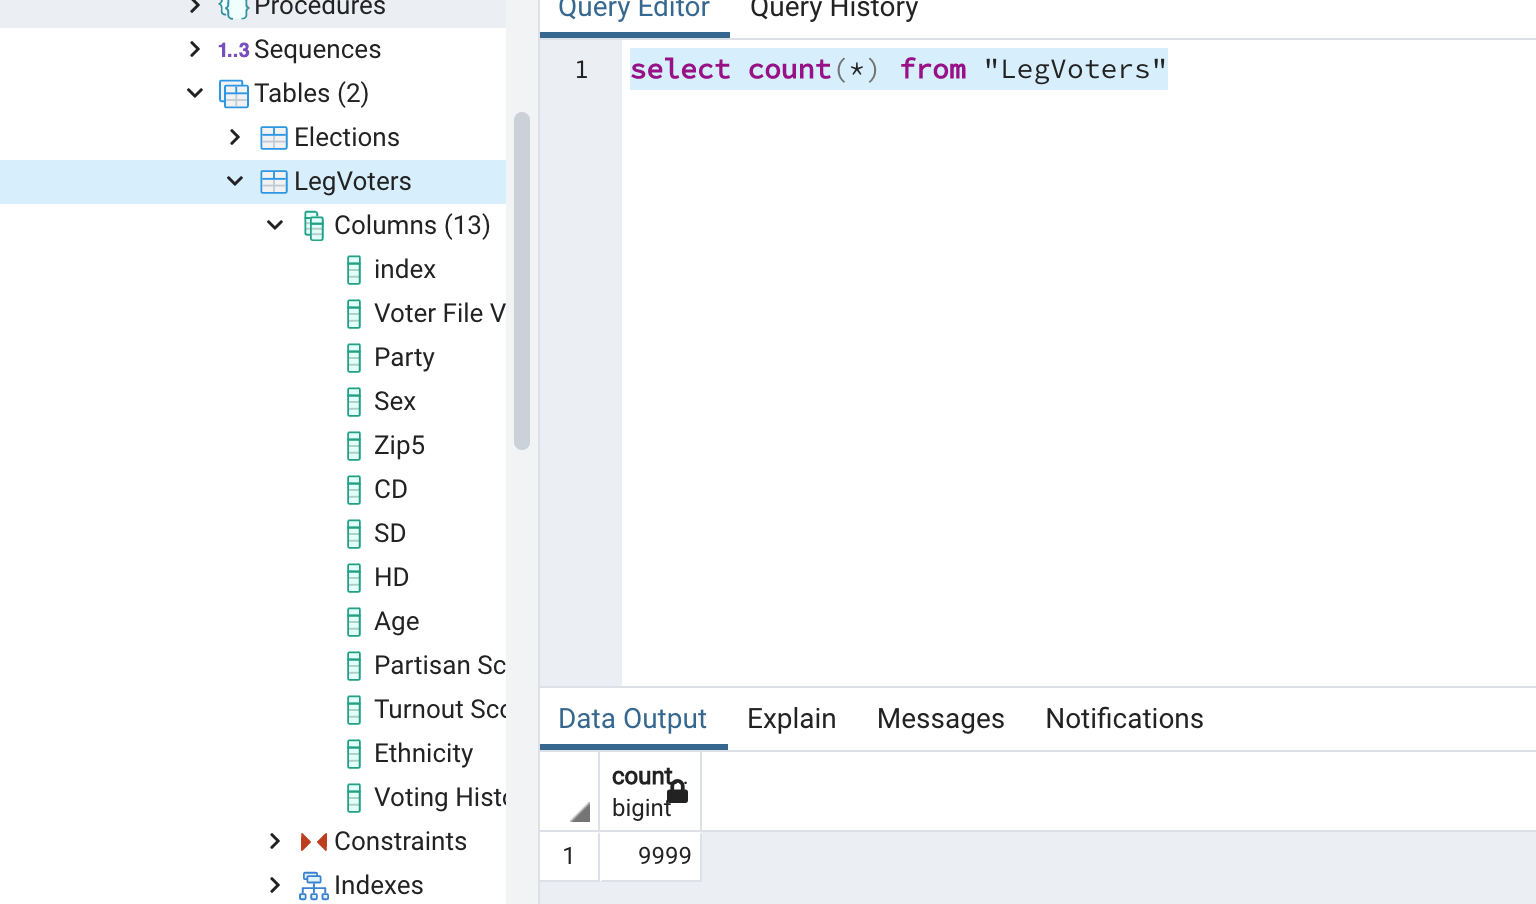 Procedures
1..3 Sequences
Tables (2)
Elections
LegVoters
Columns (13)
index
Voter File V
Party
Sex
Zip5
CD
SD
HD
Age
Partisan Sc
Turnout Sco
Ethnicity
Voting Histo
Constraints
Indexes
Query Editor Query History
1 select count(*) from "LegVoters"
Data Output Explain Messages Notifications
count
bigint
1 9999